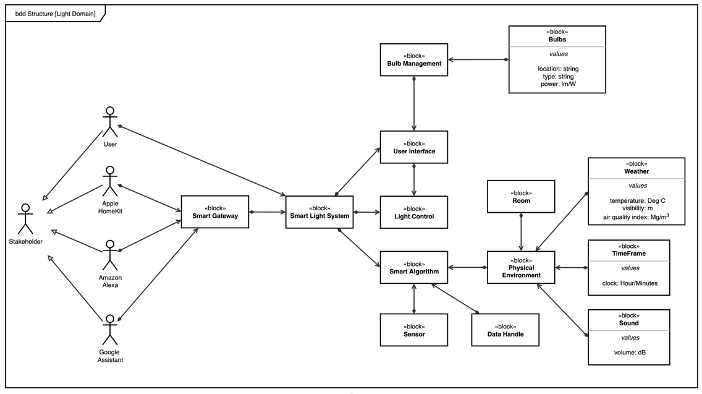 bdd Structure [Light Domain]
«block»
Bulbs
values
location: string
type: string
power: lm/W
«block»
Bulb Management
User
«block»
User Interface
Apple
HomeKit
«block»
Weather
values
temperature: Deg C
visibility: m
air quality index: Mg/m³
«block»
Room
Stakeholder
«block»
Smart Gateway
«block»
Smart Light System
«block»
Light Control
Amazon
Alexa
«block»
Smart Algorithm
«block»
Physical
Environment
«block»
TimeFrame
values
clock: Hour/Minutes
Google
Assistant
«block»
Sensor
«block»
Data Handle
«block»
Sound
values
volume: dB